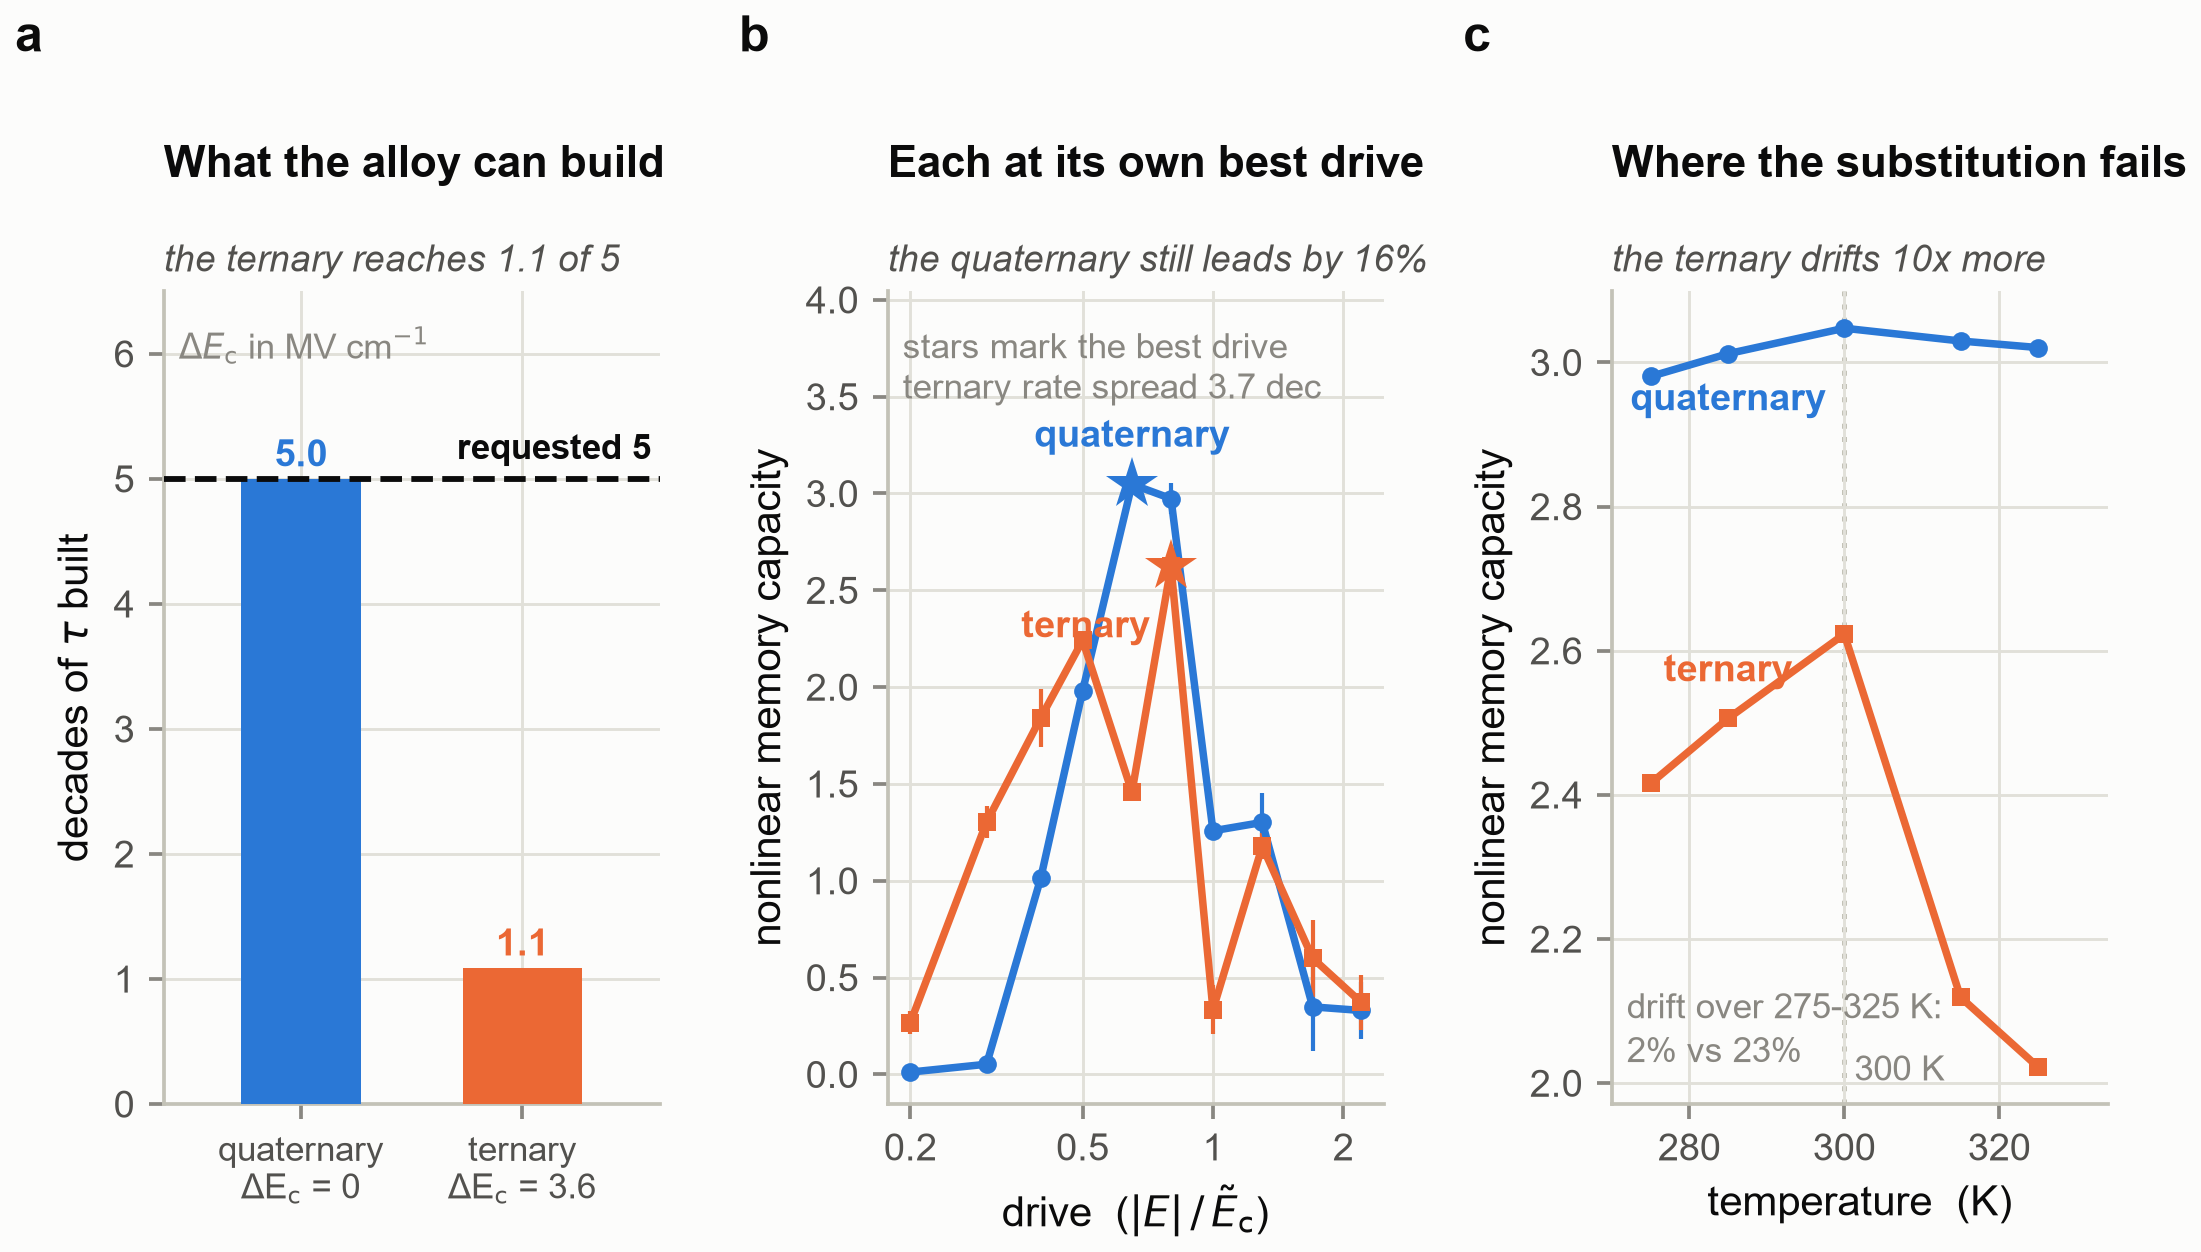 a
What the alloy can build
the ternary reaches 1.1 of 5
ΔE_c in MV cm⁻¹
requested 5
5.0
1.1
6
5
4
3
2
1
0
decades of τ built
quaternary
ΔE_c = 0
ternary
ΔE_c = 3.6
b
Each at its own best drive
the quaternary still leads by 16%
stars mark the best drive
ternary rate spread 3.7 dec
quaternary
ternary
4.0
3.5
3.0
2.5
2.0
1.5
1.0
0.5
0.0
nonlinear memory capacity
0.2
0.5
1
2
drive (|E| / Ẽ_c)
c
Where the substitution fails
the ternary drifts 10x more
quaternary
ternary
3.0
2.8
2.6
2.4
2.2
2.0
nonlinear memory capacity
drift over 275-325 K:
2% vs 23%
300 K
280
300
320
temperature (K)